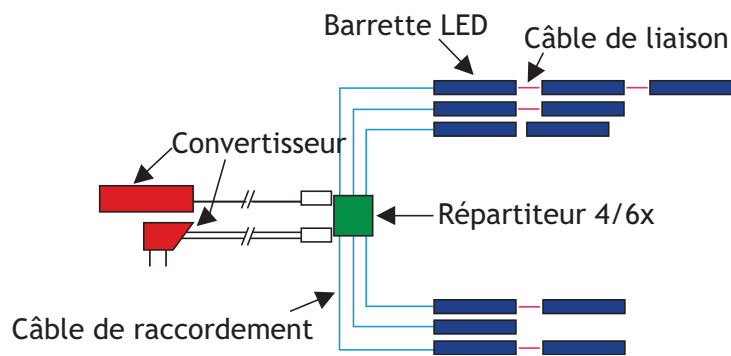 Barrette LED
Câble de liaison
Convertisseur
Répartiteur 4/6x
Câble de raccordement